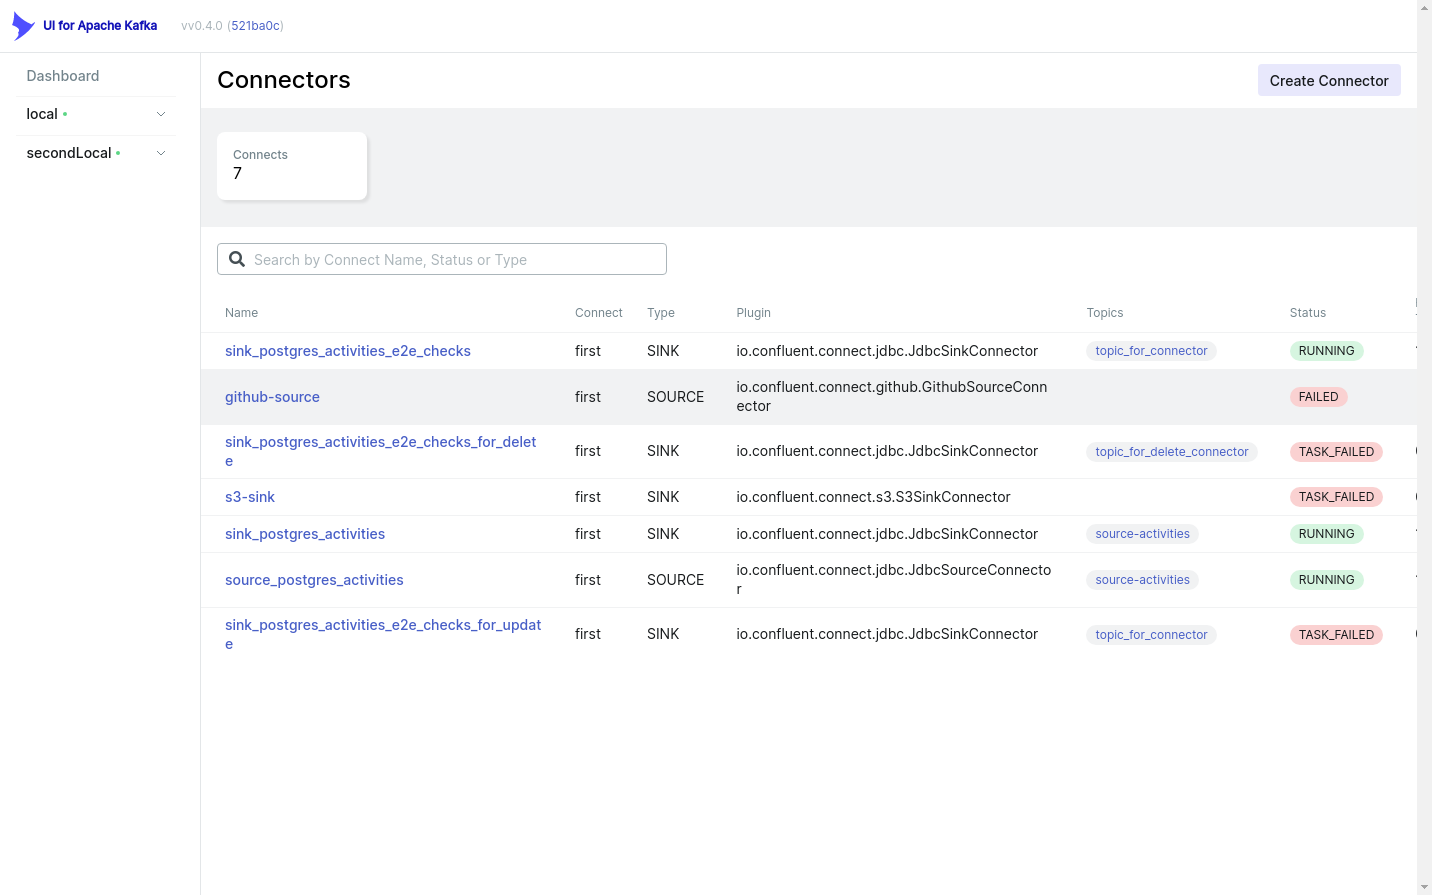 UI for Apache Kafka vv0.4.0 (521ba0c)
Dashboard
local
secondLocal
Connectors
Create Connector
Connects
7
Search by Connect Name, Status or Type
Name Connect Type Plugin Topics Status
sink_postgres_activities_e2e_checks first SINK io.confluent.connect.jdbc.JdbcSinkConnector topic_for_connector RUNNING
github-source first SOURCE io.confluent.connect.github.GithubSourceConn
ector FAILED
sink_postgres_activities_e2e_checks_for_delet
e first SINK io.confluent.connect.jdbc.JdbcSinkConnector topic_for_delete_connector TASK_FAILED
s3-sink first SINK io.confluent.connect.s3.S3SinkConnector TASK_FAILED
sink_postgres_activities first SINK io.confluent.connect.jdbc.JdbcSinkConnector source-activities RUNNING
source_postgres_activities first SOURCE io.confluent.connect.jdbc.JdbcSourceConnecto
r source-activities RUNNING
sink_postgres_activities_e2e_checks_for_updat
e first SINK io.confluent.connect.jdbc.JdbcSinkConnector topic_for_connector TASK_FAILED